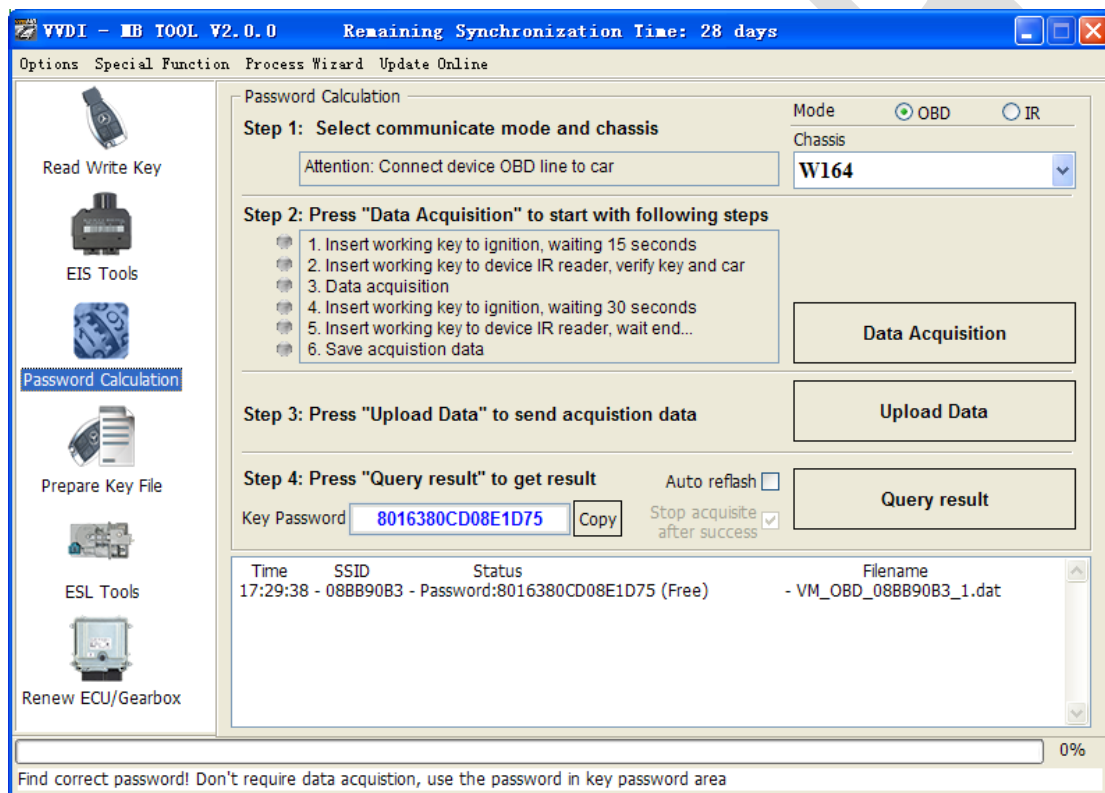 VVDI - MB TOOL V2.0.0 Remaining Synchronization Time: 28 days
Options Special Function Process Wizard Update Online
Read Write Key
EIS Tools
Password Calculation
Prepare Key File
ESL Tools
Renew ECU/Gearbox
Password Calculation
Mode OBD IR
Step 1: Select communicate mode and chassis
Chassis
Attention: Connect device OBD line to car
W164
Step 2: Press "Data Acquisition" to start with following steps
1. Insert working key to ignition, waiting 15 seconds
2. Insert working key to device IR reader, verify key and car
3. Data acquisition
4. Insert working key to ignition, waiting 30 seconds
5. Insert working key to device IR reader, wait end...
6. Save acquistion data
Data Acquisition
Step 3: Press "Upload Data" to send acquistion data
Upload Data
Step 4: Press "Query result" to get result
Auto reflash
Key Password 8016380CD08E1D75 Copy
Stop acquisite
after success
Query result
Time SSID Status Filename
17:29:38 - 08BB90B3 - Password:8016380CD08E1D75 (Free) - VM_OBD_08BB90B3_1.dat
0%
Find correct password! Don't require data acquistion, use the password in key password area